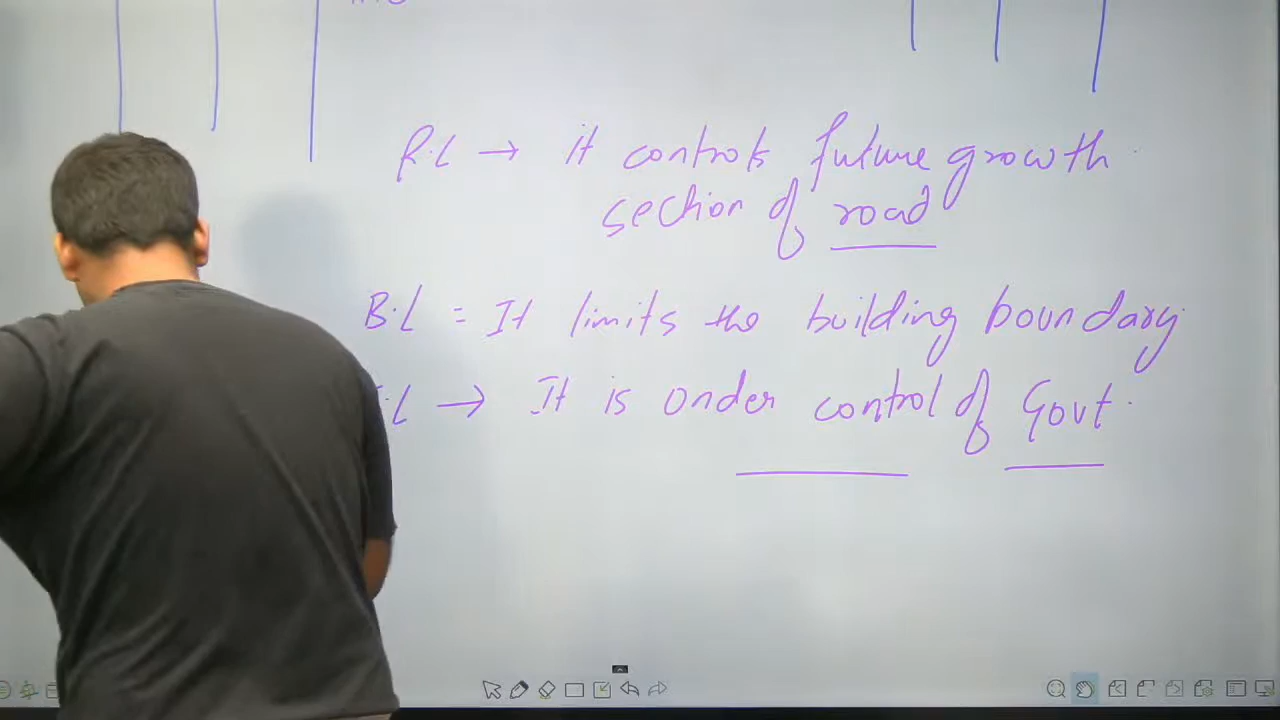 R.L → it controls future growth
section of road
B.L = It limits the building boundary.
.L → It is under control of Govt.